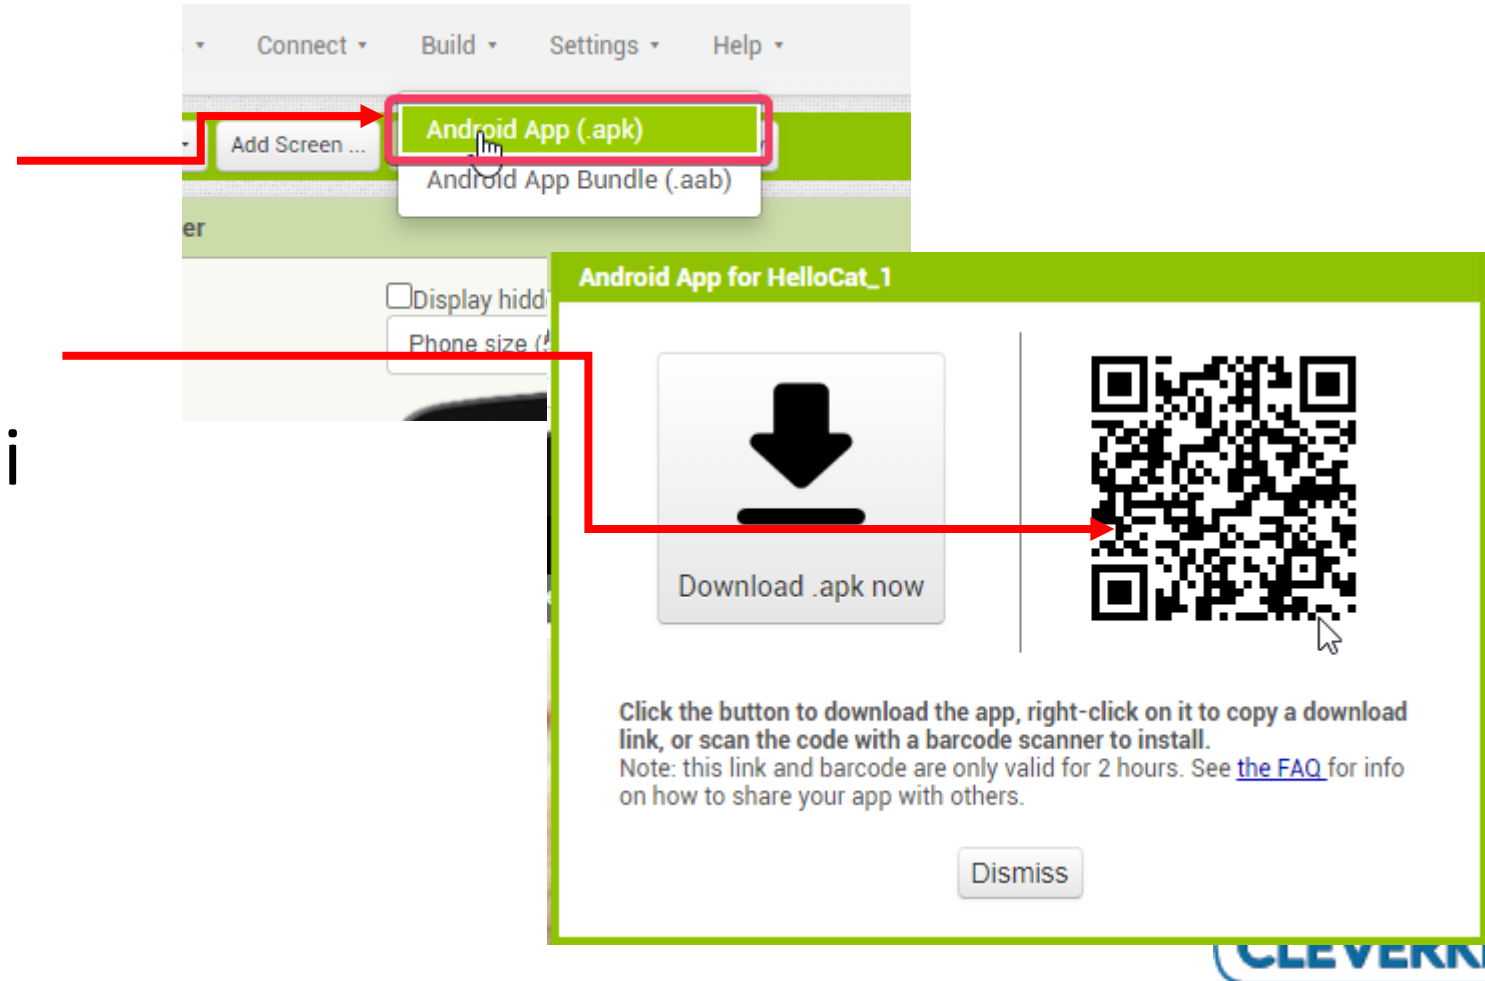 Connect Build Settings Help
Add Screen ...
Android App (.apk)
Android App Bundle (.aab)
er
Display hidd
Phone size (
Android App for HelloCat_1
i
Download .apk now
Click the button to download the app, right-click on it to copy a download
link, or scan the code with a barcode scanner to install.
Note: this link and barcode are only valid for 2 hours. See the FAQ for info
on how to share your app with others.
Dismiss
CLEVERK